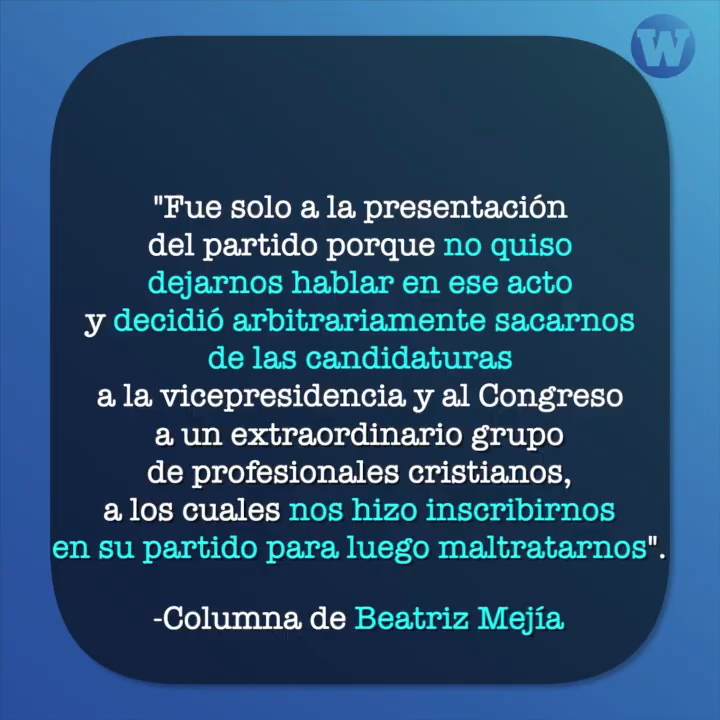 W
"Fue solo a la presentación
del partido porque no quiso
dejarnos hablar en ese acto
y decidió arbitrariamente sacarnos
de las candidaturas
a la vicepresidencia y al Congreso
a un extraordinario grupo
de profesionales cristianos,
a los cuales nos hizo inscribirnos
en su partido para luego maltratarnos".
-Columna de Beatriz Mejía